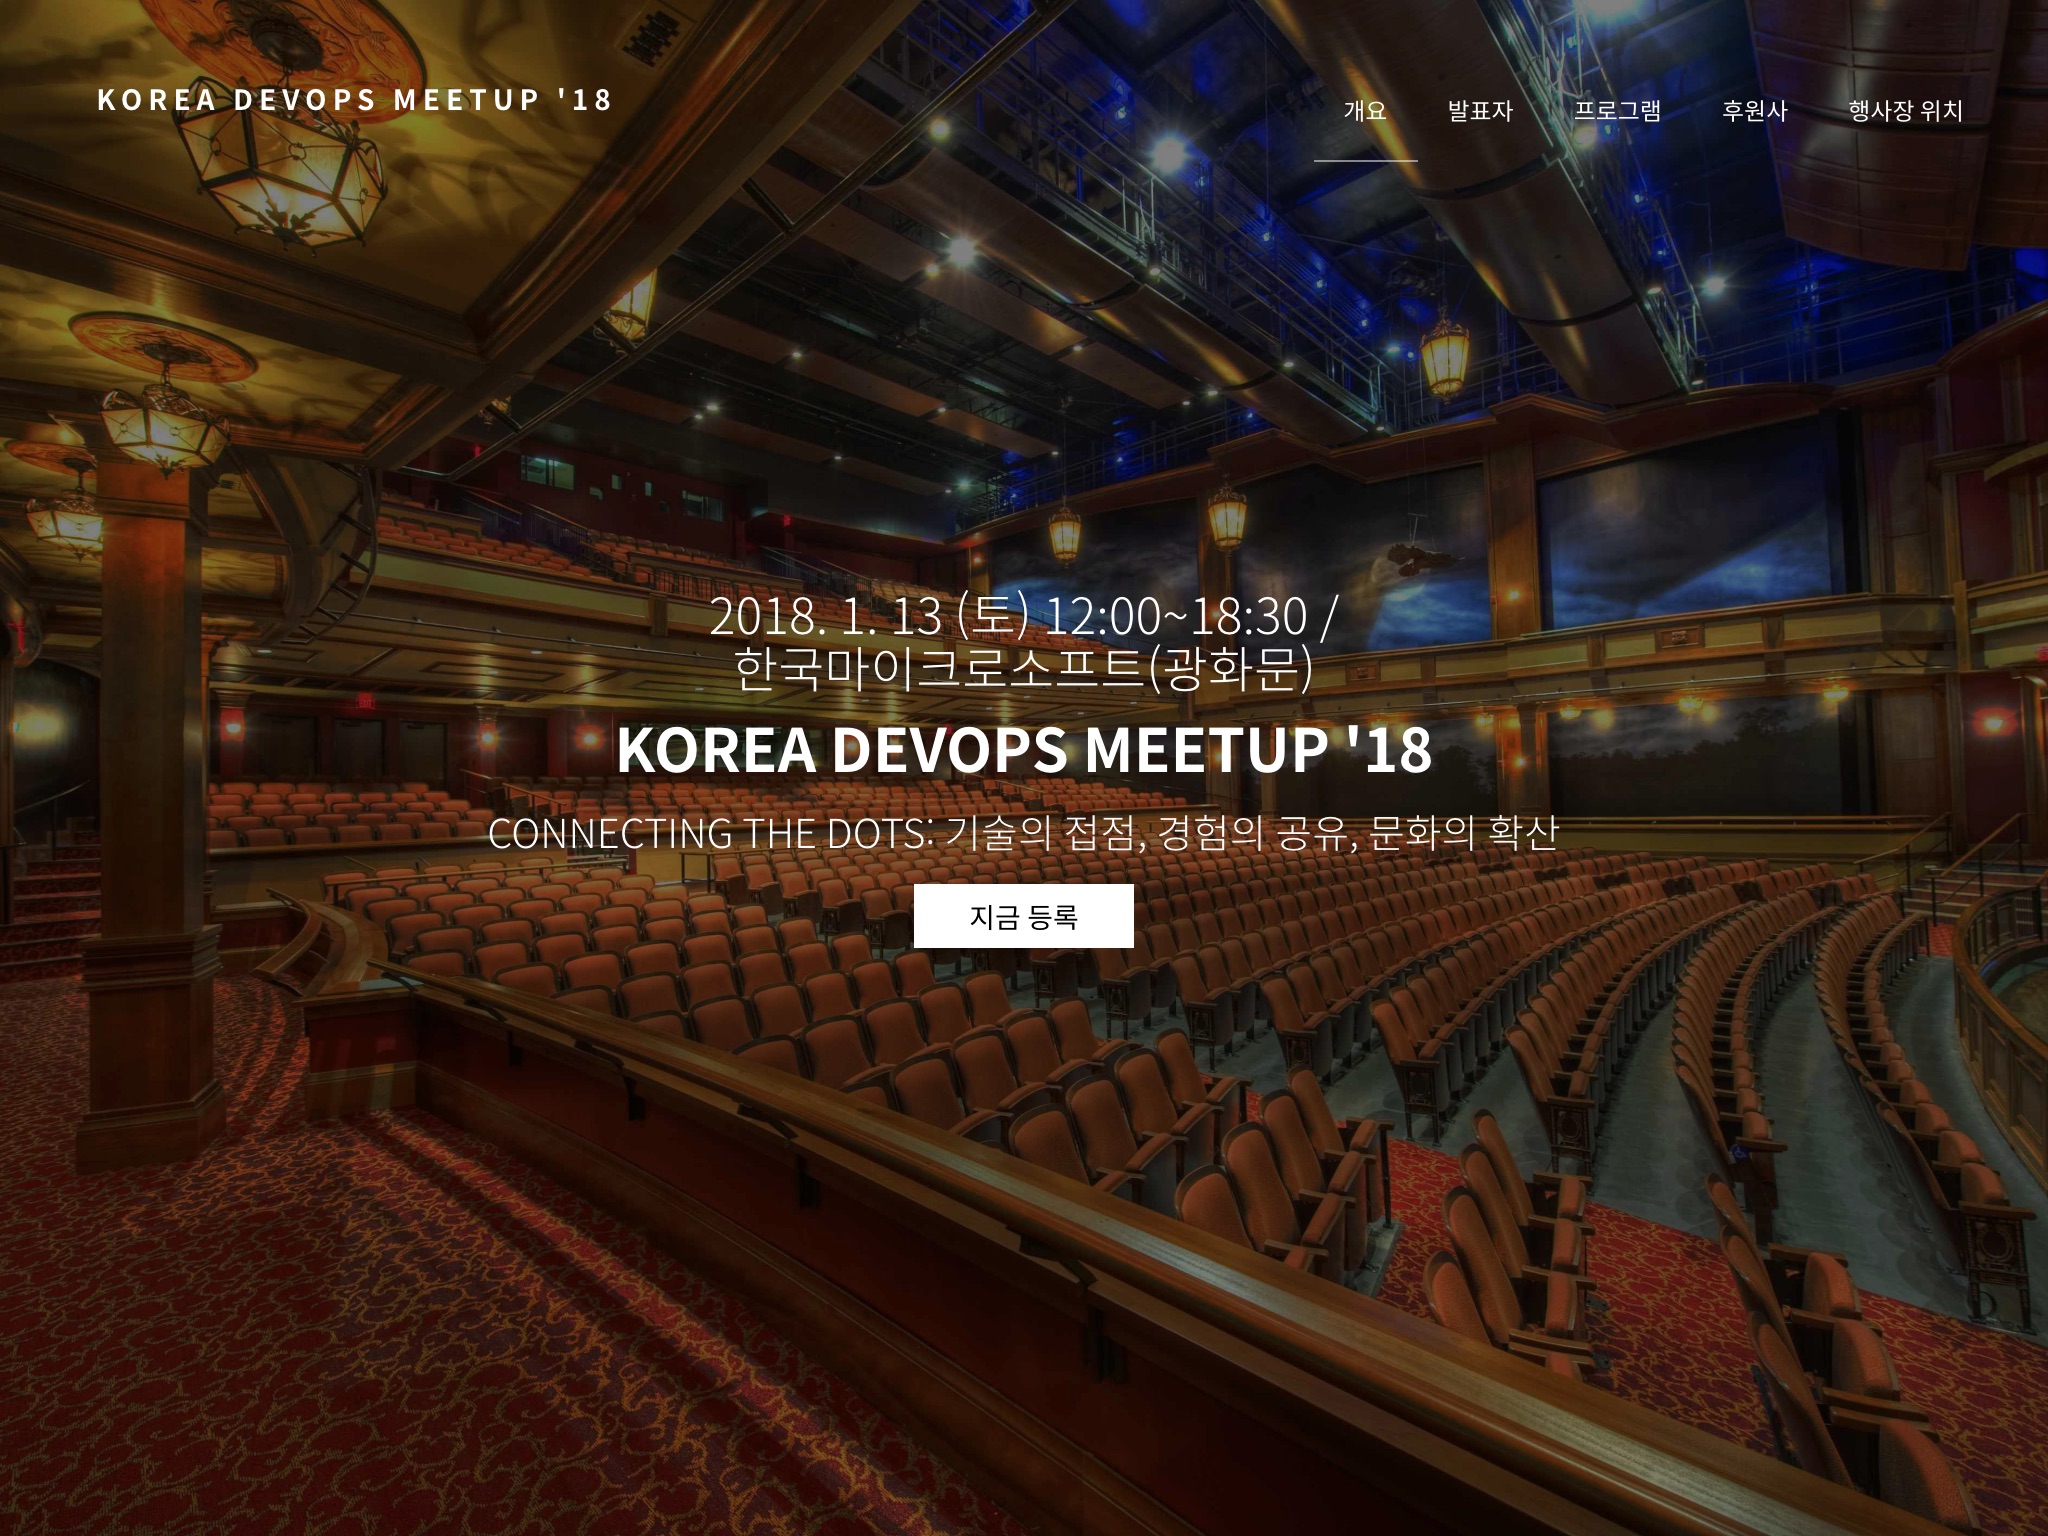 KOREA DEVOPS MEETUP '18
개요 발표자 프로그램 후원사 행사장 위치
2018. 1. 13 (토) 12:00~18:30 /
한국마이크로소프트(광화문)
KOREA DEVOPS MEETUP '18
CONNECTING THE DOTS: 기술의 접점, 경험의 공유, 문화의 확산
지금 등록